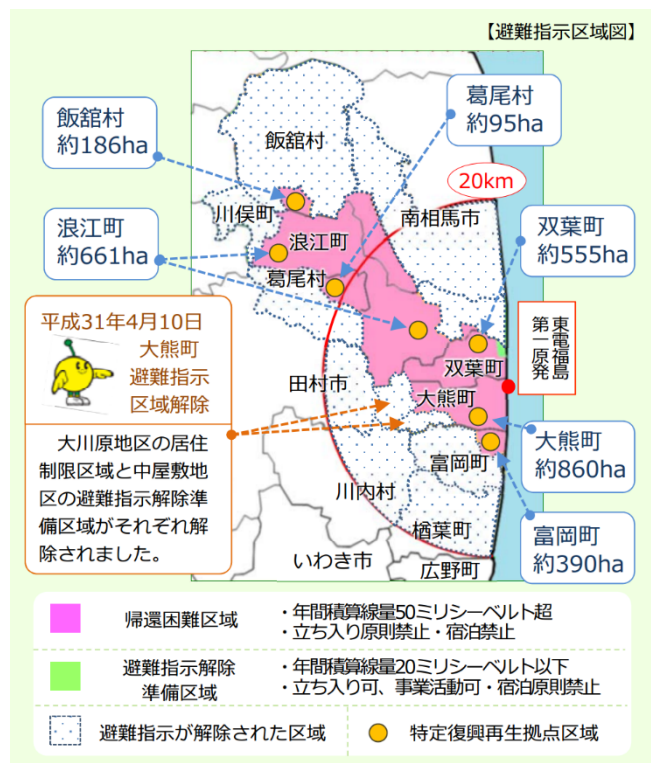 【避難指示区域図】
飯舘村
約186ha
葛尾村
約95ha
飯舘村
20km
川俣町
南相馬市
双葉町
約555ha
浪江町
約661ha
浪江町
葛尾村
平成31年4月10日
大熊町
避難指示
区域解除
大川原地区の居住
制限区域と中屋敷地
区の避難指示解除準
備区域がそれぞれ解
除されました。
東電福島
第一原発
双葉町
田村市
大熊町
大熊町
約860ha
富岡町
川内村
富岡町
約390ha
楢葉町
いわき市
広野町
帰還困難区域
・年間積算線量50ミリシーベルト超
・立ち入り原則禁止・宿泊禁止
避難指示解除
準備区域
・年間積算線量20ミリシーベルト以下
・立ち入り可、事業活動可・宿泊原則禁止
避難指示が解除された区域
特定復興再生拠点区域